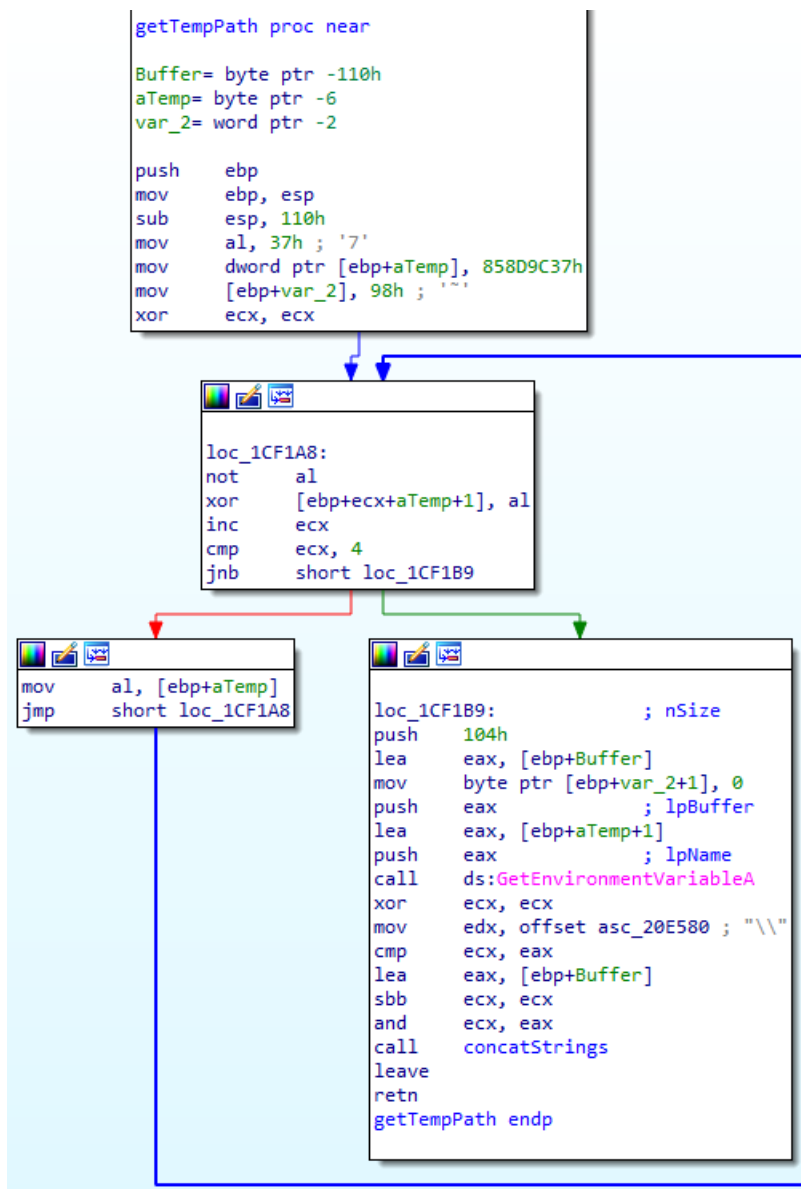 getTempPath proc near
Buffer= byte ptr -110h
aTemp= byte ptr -6
var_2= word ptr -2
push ebp
mov ebp, esp
sub esp, 110h
mov al, 37h ; '7'
mov dword ptr [ebp+aTemp], 858D9C37h
mov [ebp+var_2], 98h ; '˜'
xor ecx, ecx
loc_1CF1A8:
not al
xor [ebp+ecx+aTemp+1], al
inc ecx
cmp ecx, 4
jnb short loc_1CF1B9
mov al, [ebp+aTemp]
jmp short loc_1CF1A8
loc_1CF1B9: ; nSize
push 104h
lea eax, [ebp+Buffer]
mov byte ptr [ebp+var_2+1], 0
push eax ; lpBuffer
lea eax, [ebp+aTemp+1]
push eax ; lpName
call ds:GetEnvironmentVariableA
xor ecx, ecx
mov edx, offset asc_20E580 ; "\\"
cmp ecx, eax
lea eax, [ebp+Buffer]
sbb ecx, ecx
and ecx, eax
call concatStrings
leave
retn
getTempPath endp